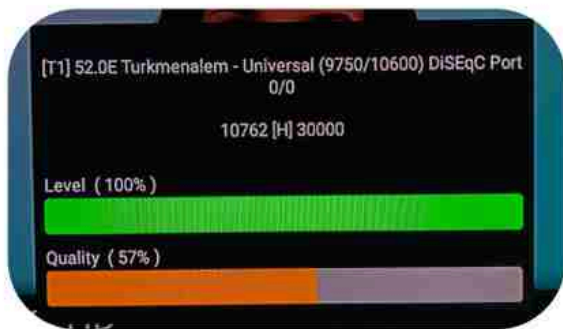 [T1] 52.0E Turkmenalem - Universal (9750/10600) DiSEqC Port
0/0
10762 [H] 30000
Level ( 100% )
Quality ( 57% )